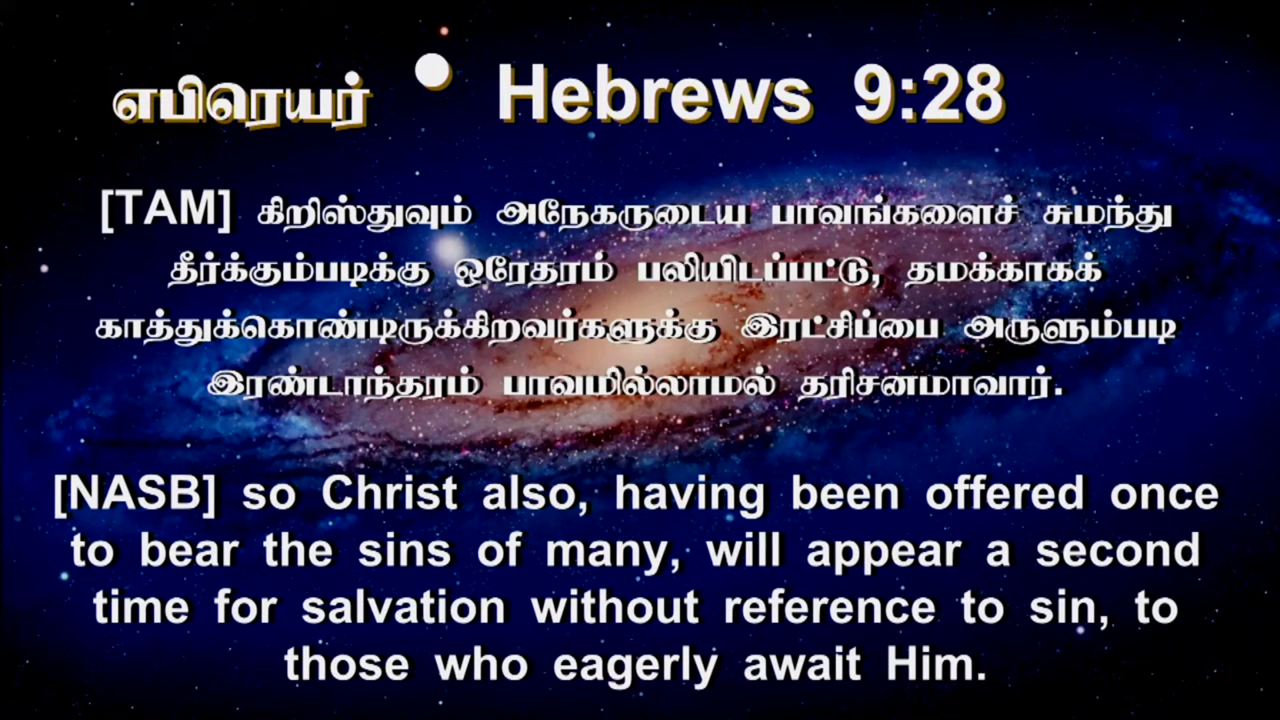 எபிரெயர் • Hebrews 9:28
[TAM] கிறிஸ்துவும் அநேகருடைய பாவங்களைச் சுமந்து
தீர்க்கும்படிக்கு ஒரேதரம் பலியிடப்பட்டு, தமக்காகக்
காத்துக்கொண்டிருக்கிறவர்களுக்கு இரட்சிப்பை அருளும்படி
இரண்டாந்தரம் பாவமில்லாமல் தரிசனமாவார்.
[NASB] so Christ also, having been offered once
to bear the sins of many, will appear a second
time for salvation without reference to sin, to
those who eagerly await Him.